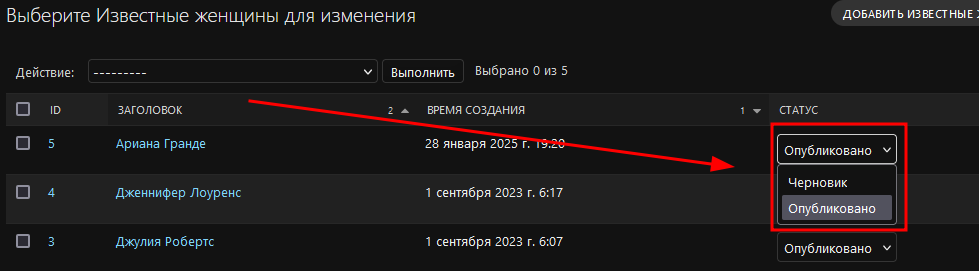 Выберите Известные женщины для изменения
ДОБАВИТЬ ИЗВЕСТНЫЕ
Действие: --------- Выполнить Выбрано 0 из 5
ID ЗАГОЛОВОК 2 ВРЕМЯ СОЗДАНИЯ 1 СТАТУС
5 Ариана Гранде 28 января 2025 г. 19:20 Опубликовано
Черновик
4 Дженнифер Лоуренс 1 сентября 2023 г. 6:17
Опубликовано
3 Джулия Робертс 1 сентября 2023 г. 6:07 Опубликовано